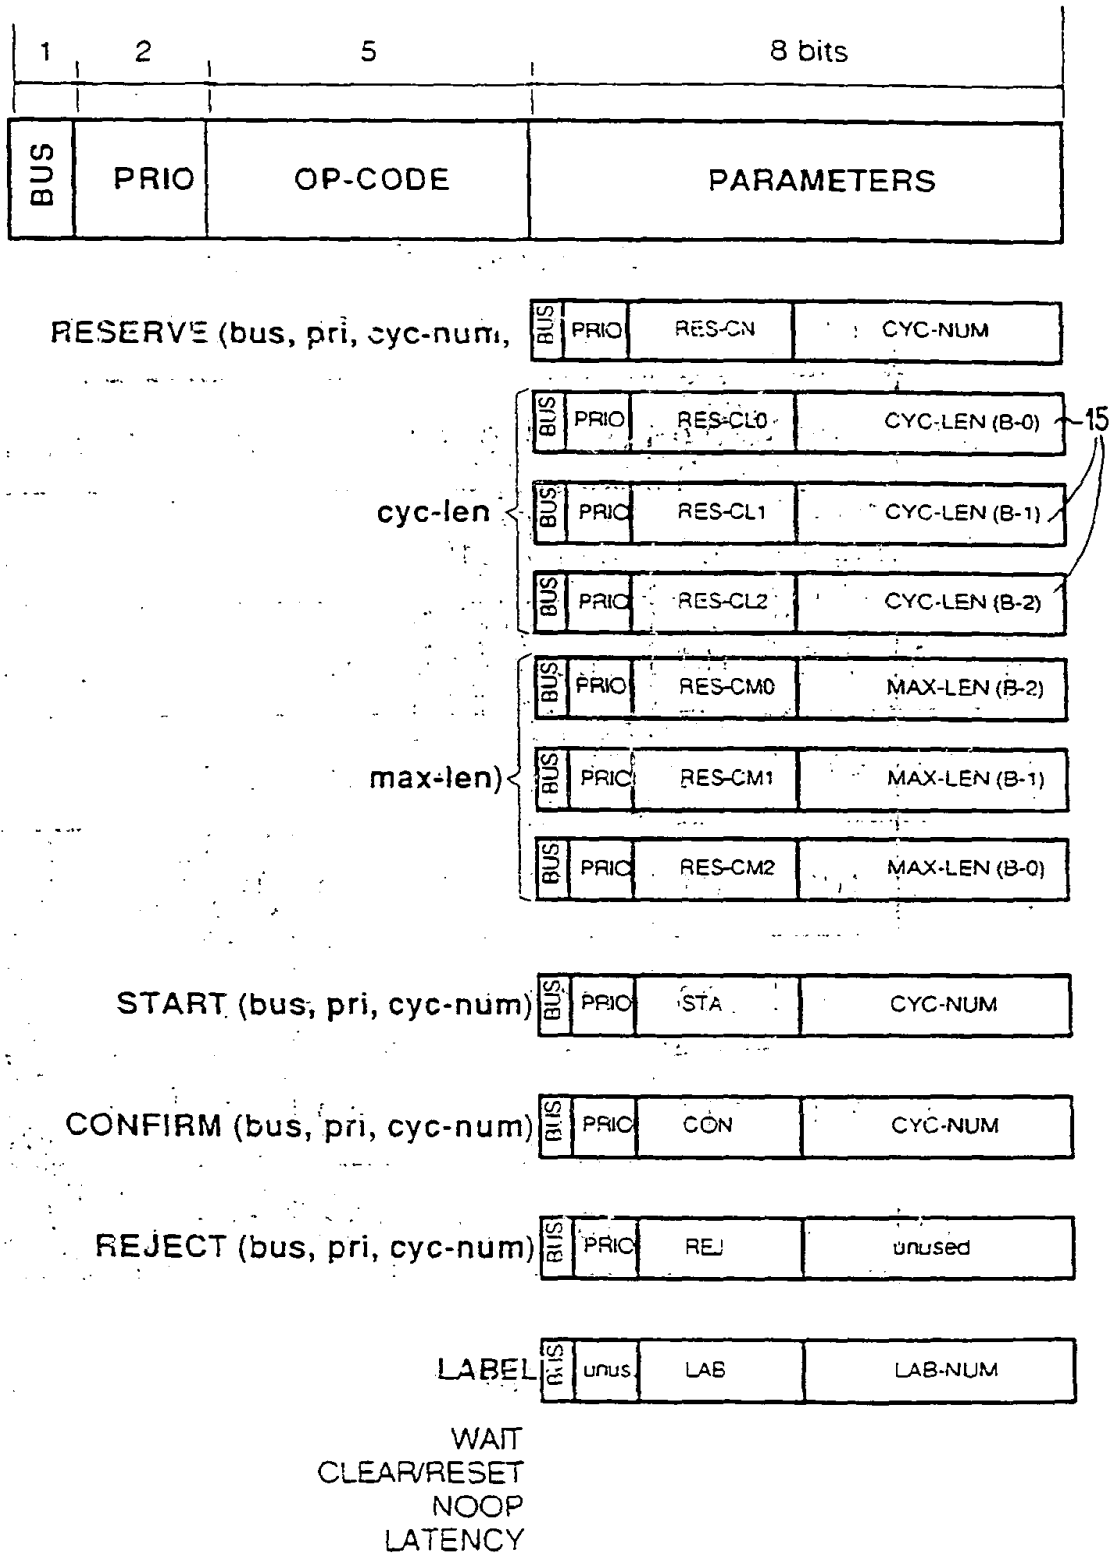 1 2 5 8 bits
BUS PRIO OP-CODE PARAMETERS
RESERVE (bus, pri, cyc-num, BUS PRIO RES-CN CYC-NUM
BUS PRIO RES-CL0 CYC-LEN (B-0) 15
cyc-len BUS PRIO RES-CL1 CYC-LEN (B-1)
BUS PRIO RES-CL2 CYC-LEN (B-2)
BUS PRIO RES-CM0 MAX-LEN (B-2)
max-len) BUS PRIO RES-CM1 MAX-LEN (B-1)
BUS PRIO RES-CM2 MAX-LEN (B-0)
START (bus, pri, cyc-num) BUS PRIO STA CYC-NUM
CONFIRM (bus, pri, cyc-num) BUS PRIO CON CYC-NUM
REJECT (bus, pri, cyc-num) BUS PRIO REJ unused
LABEL BUS unus. LAB LAB-NUM
WAIT
CLEAR/RESET
NOOP
LATENCY